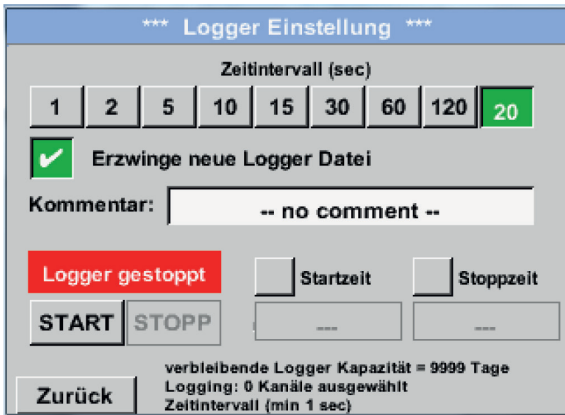 *** Logger Einstellung ***
Zeitintervall (sec)
1 2 5 10 15 30 60 120 20
Erzwinge neue Logger Datei
Kommentar: -- no comment --
Logger gestoppt Startzeit Stoppzeit
START STOPP --- ---
verbleibende Logger Kapazität = 9999 Tage
Logging: 0 Kanäle ausgewählt
Zurück Zeitintervall (min 1 sec)